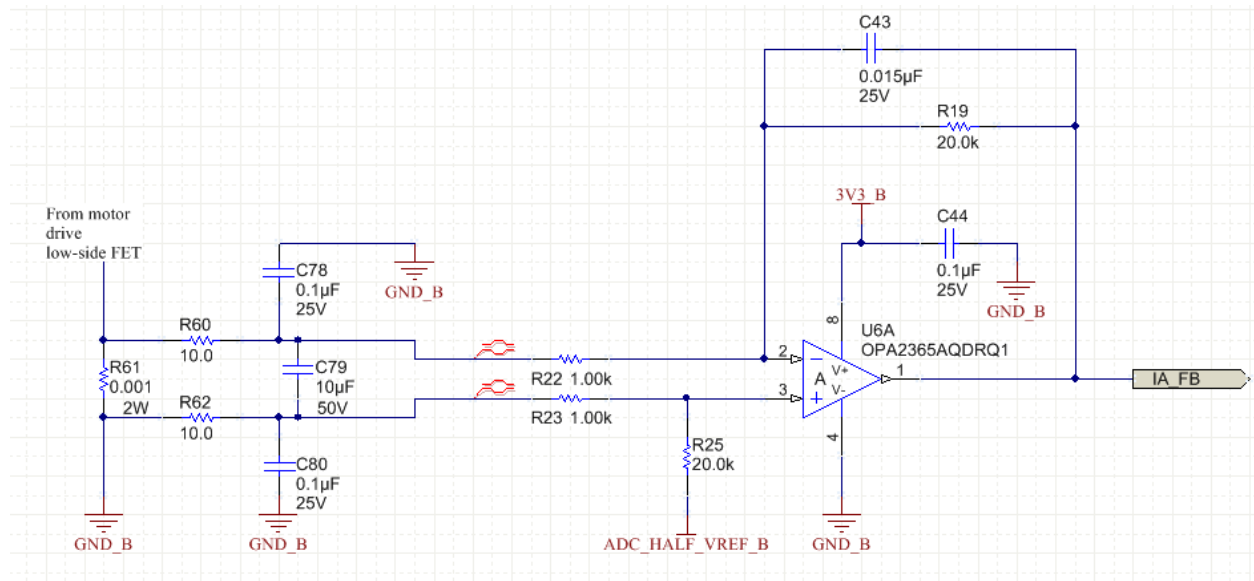 C43
0.015µF
25V
R19
20.0k
3V3_B
C44
0.1µF
25V
GND_B
From motor
drive
low-side FET
C78
0.1µF
25V
GND_B
R60
10.0
R61
0.001
2W
C79
10µF
50V
R62
10.0
C80
0.1µF
25V
GND_B
GND_B
R22 1.00k
R23 1.00k
R25
20.0k
ADC_HALF_VREF_B
8
U6A
OPA2365AQDRQ1
2
3
A
V+
V-
1
4
GND_B
IA_FB